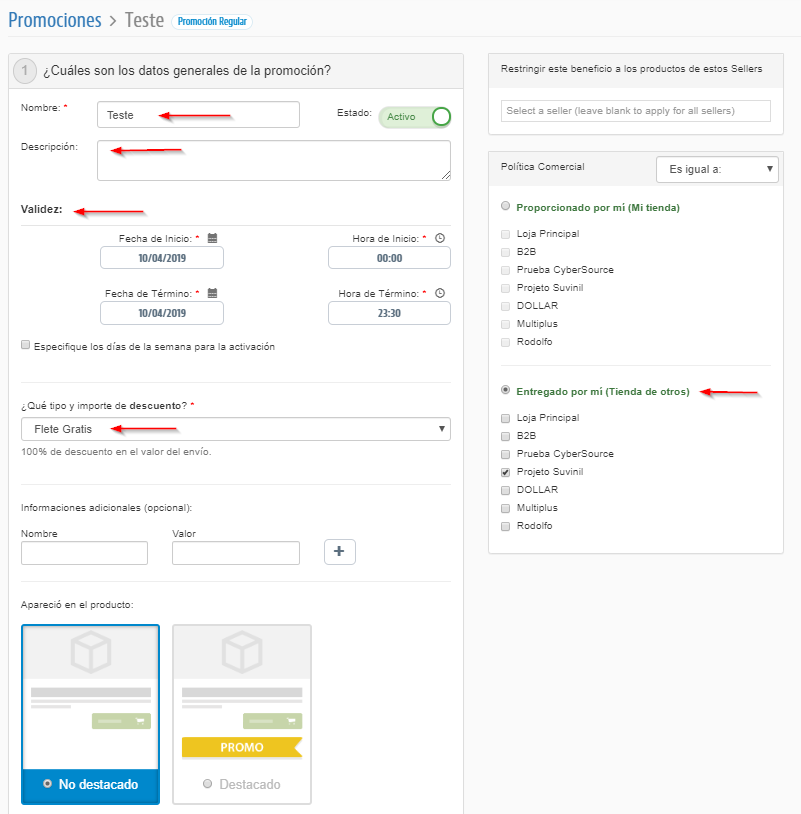 Promociones > Teste Promoción Regular
1 ¿Cuáles son los datos generales de la promoción?
Nombre: * Teste Estado: Activo
Descripción:
Validez:
Fecha de Inicio: * Hora de Inicio: *
10/04/2019 00:00
Fecha de Término: * Hora de Término: *
10/04/2019 23:30
Especifique los días de la semana para la activación
¿Qué tipo y importe de descuento? *
Flete Gratis
100% de descuento en el valor del envío.
Informaciones adicionales (opcional):
Nombre Valor
+
Apareció en el producto:
PROMO
No destacado Destacado
Restringir este beneficio a los productos de estos Sellers
Select a seller (leave blank to apply for all sellers)
Política Comercial Es igual a:
Proporcionado por mí (Mi tienda)
Loja Principal
B2B
Prueba CyberSource
Projeto Suvinil
DOLLAR
Multiplus
Rodolfo
Entregado por mí (Tienda de otros)
Loja Principal
B2B
Prueba CyberSource
Projeto Suvinil
DOLLAR
Multiplus
Rodolfo